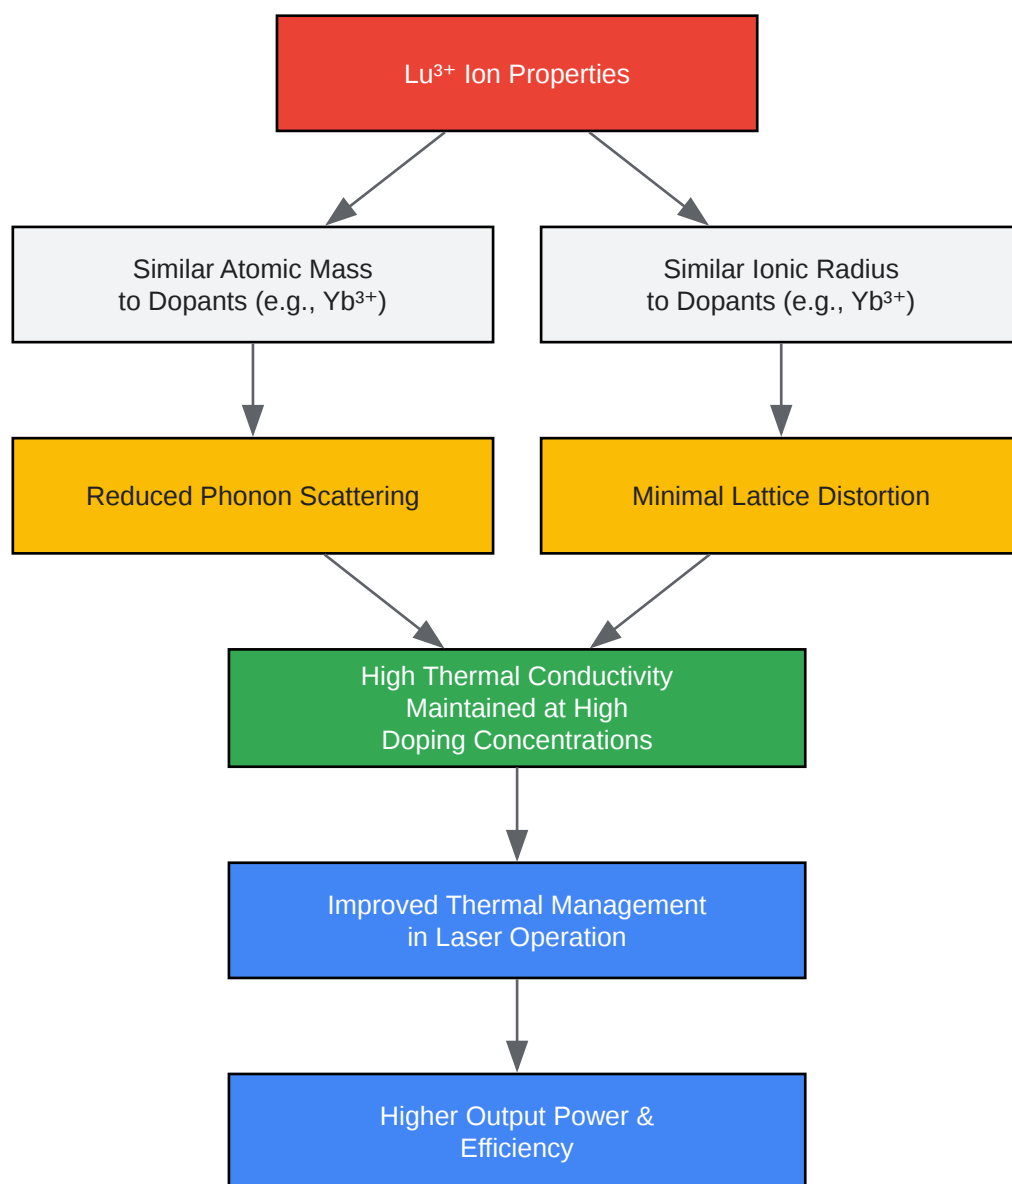 Lu³⁺ Ion Properties
Similar Atomic Mass
to Dopants (e.g., Yb³⁺)
Similar Ionic Radius
to Dopants (e.g., Yb³⁺)
Reduced Phonon Scattering
Minimal Lattice Distortion
High Thermal Conductivity
Maintained at High
Doping Concentrations
Improved Thermal Management
in Laser Operation
Higher Output Power &
Efficiency